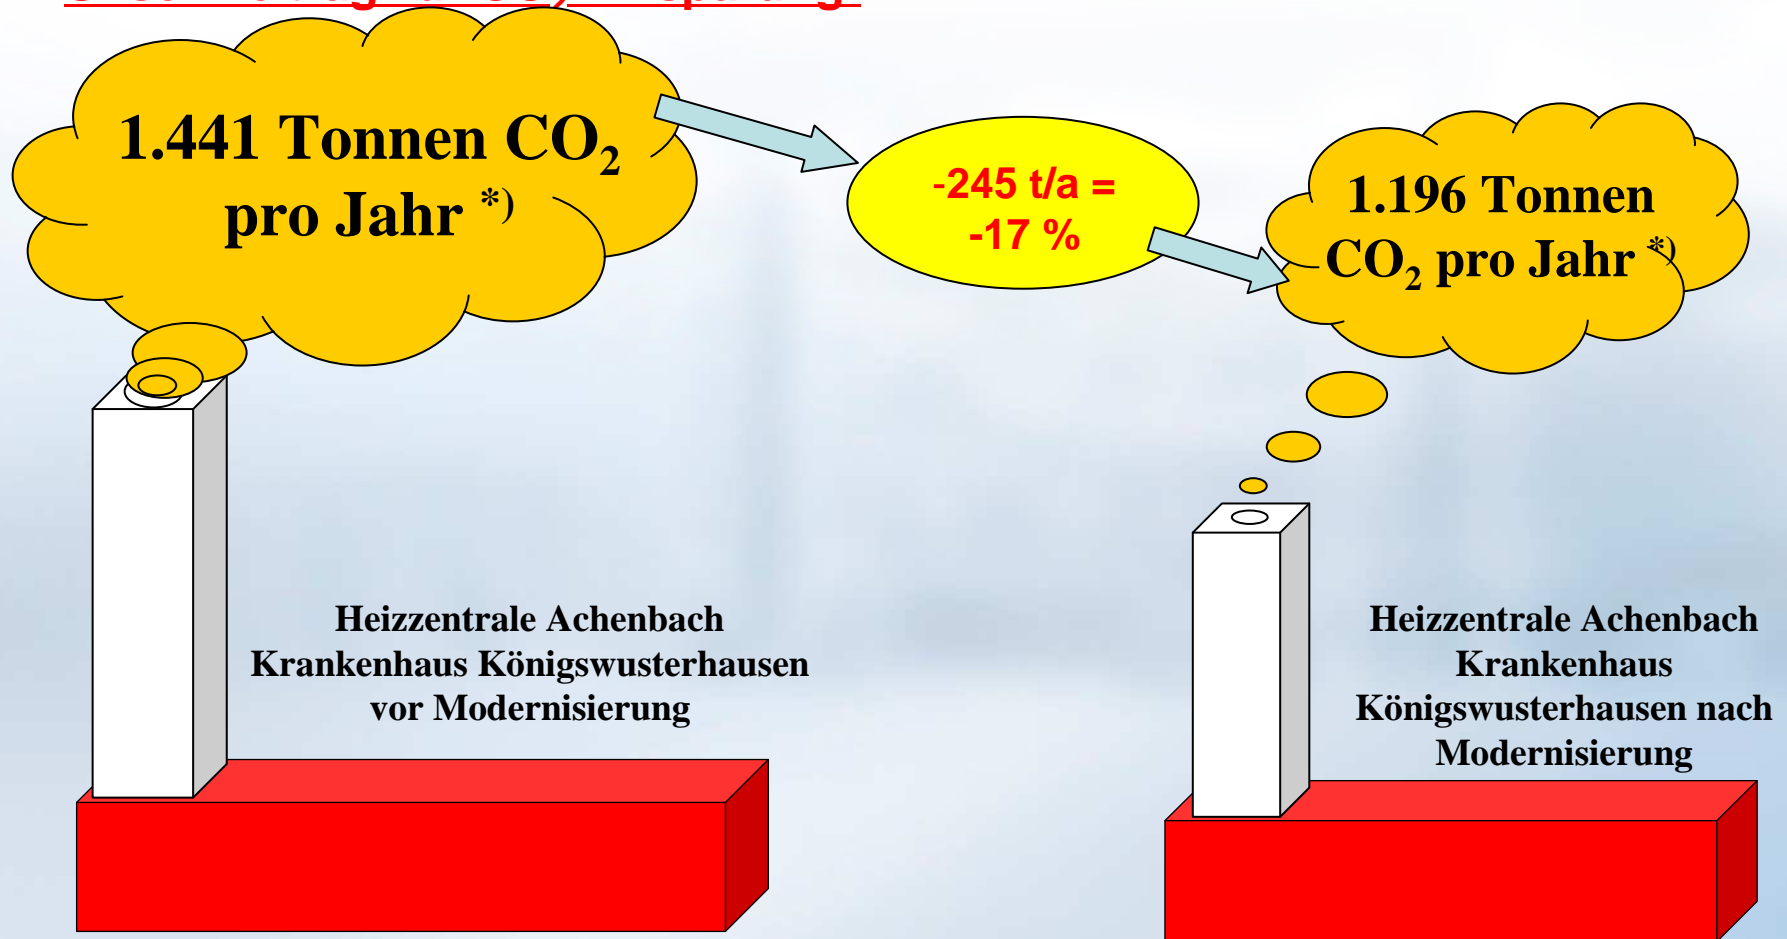 1.441 Tonnen CO₂
pro Jahr *)
-245 t/a =
-17 %
1.196 Tonnen
CO₂ pro Jahr *)
Heizzentrale Achenbach
Krankenhaus Königswusterhausen
vor Modernisierung
Heizzentrale Achenbach
Krankenhaus
Königswusterhausen nach
Modernisierung